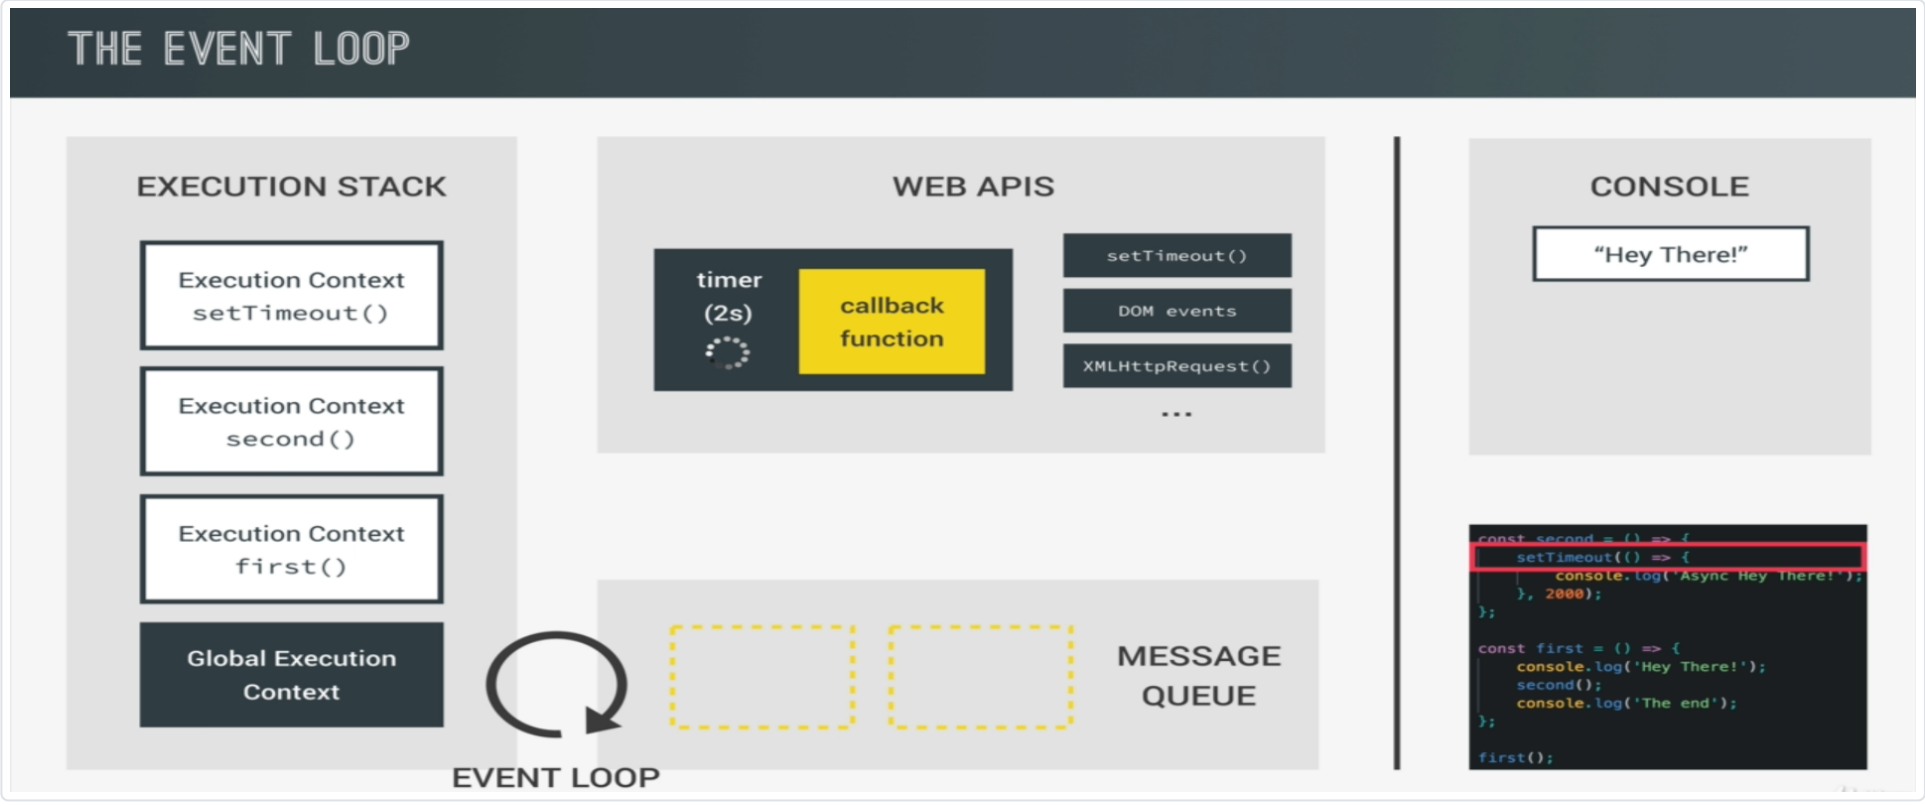 THE EVENT LOOP
EXECUTION STACK
Execution Context
setTimeout()
Execution Context
second()
Execution Context
first()
Global Execution
Context
EVENT LOOP
WEB APIS
timer
(2s)
callback
function
setTimeout()
DOM events
XMLHttpRequest()
...
MESSAGE
QUEUE
CONSOLE
“Hey There!”
const second = () => {
setTimeout(() => {
console.log('Async Hey There!');
}, 2000);
};
const first = () => {
console.log('Hey There!');
second();
console.log('The end');
};
first();